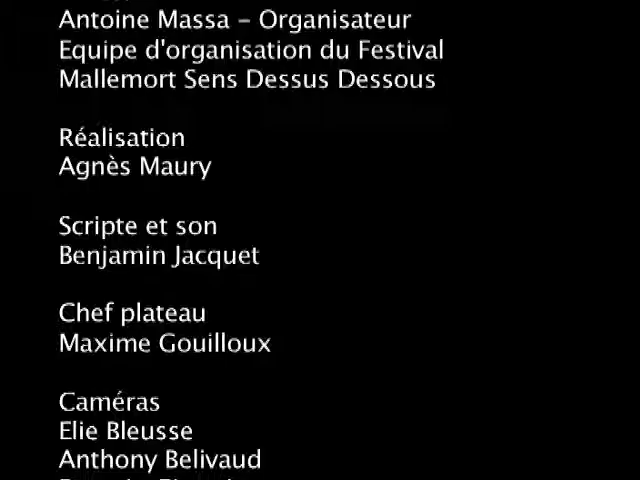 Antoine Massa – Organisateur
Equipe d'organisation du Festival
Mallemort Sens Dessus Dessous
Réalisation
Agnès Maury
Scripte et son
Benjamin Jacquet
Chef plateau
Maxime Gouilloux
Caméras
Elie Bleusse
Anthony Belivaud